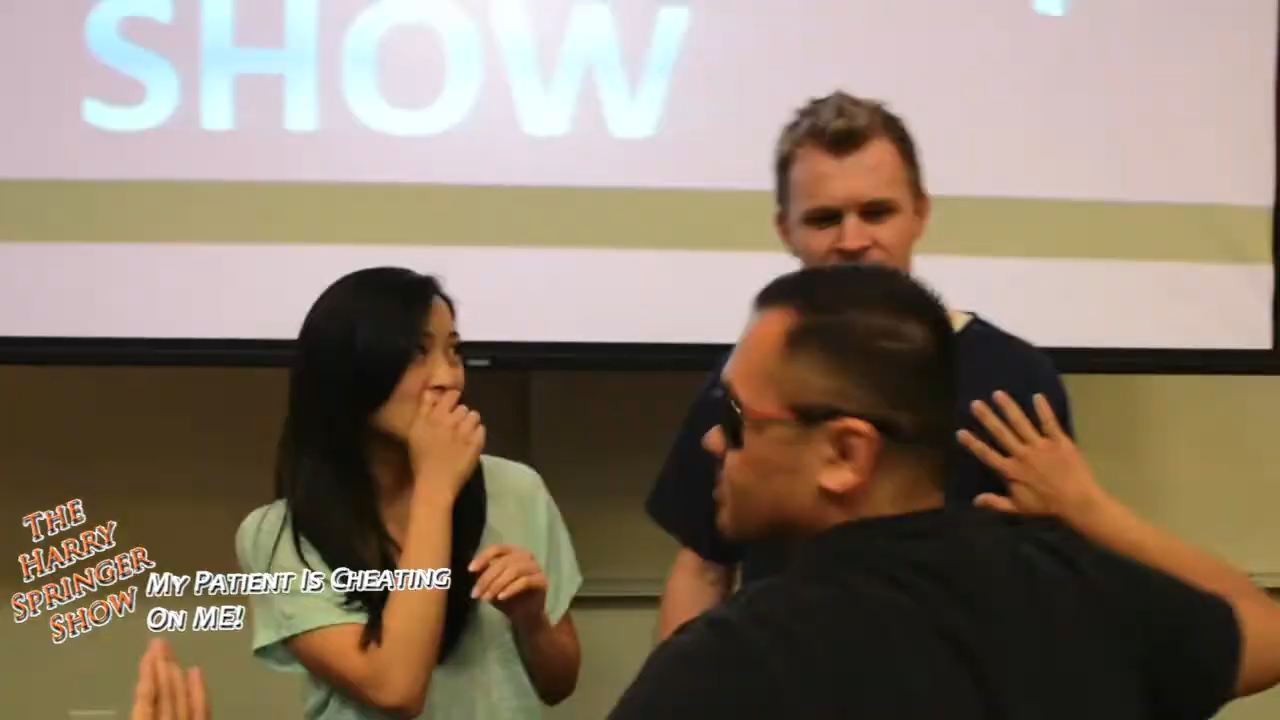 SHOW
THE
HARRY
SPRINGER
SHOW
MY PATIENT IS CHEATING
ON ME!